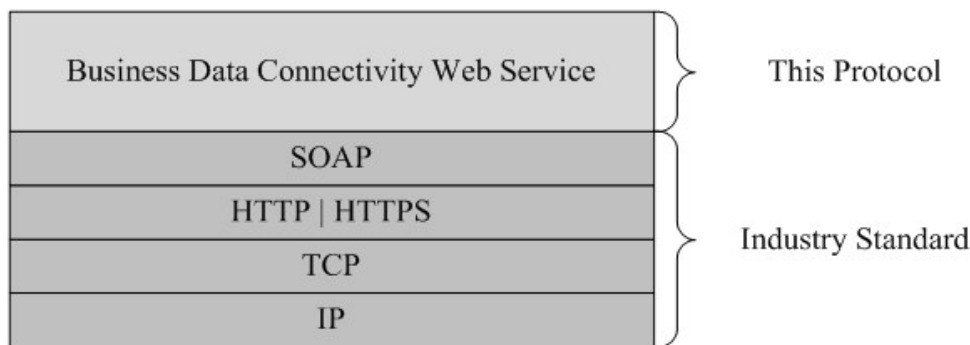 Business Data Connectivity Web Service
This Protocol
SOAP
HTTP | HTTPS
TCP
IP
Industry Standard